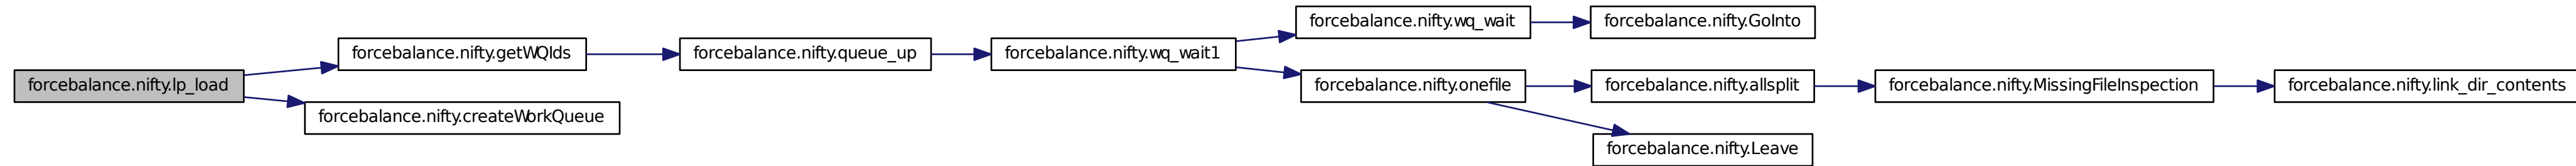 forcebalance.nifty.lp_load
forcebalance.nifty.getWQIds
forcebalance.nifty.createWorkQueue
forcebalance.nifty.queue_up
forcebalance.nifty.wq_wait1
forcebalance.nifty.wq_wait
forcebalance.nifty.GoInto
forcebalance.nifty.onefile
forcebalance.nifty.allsplit
forcebalance.nifty.Leave
forcebalance.nifty.MissingFileInspection
forcebalance.nifty.link_dir_contents